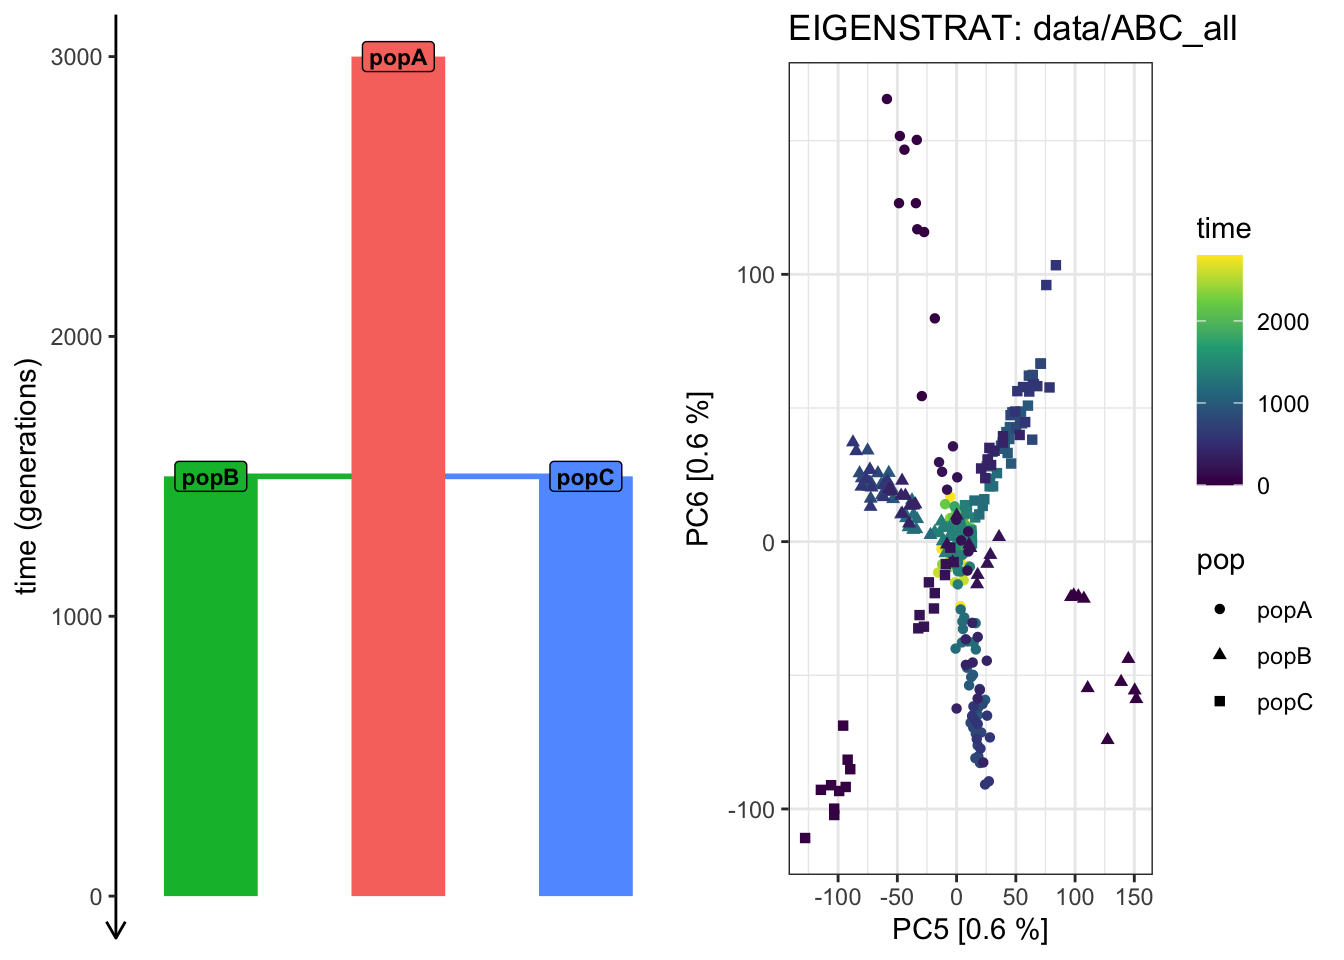 time (generations)
3000
2000
1000
0
popA
popB
popC
EIGENSTRAT: data/ABC_all
PC6 [0.6 %]
100
0
-100
-100
-50
0
50
100
150
PC5 [0.6 %]
time
2000
1000
0
pop
popA
popB
popC